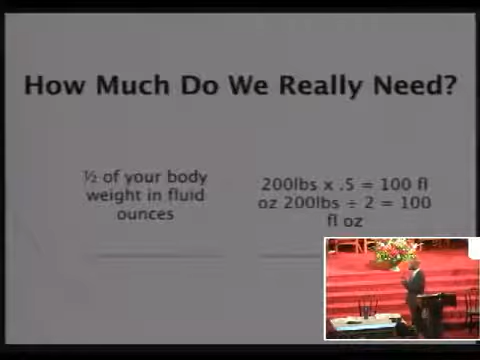 How Much Do We Really Need?
½ of your body
weight in fluid
ounces
200lbs x .5 = 100 fl
oz 200lbs ÷ 2 = 100
fl oz